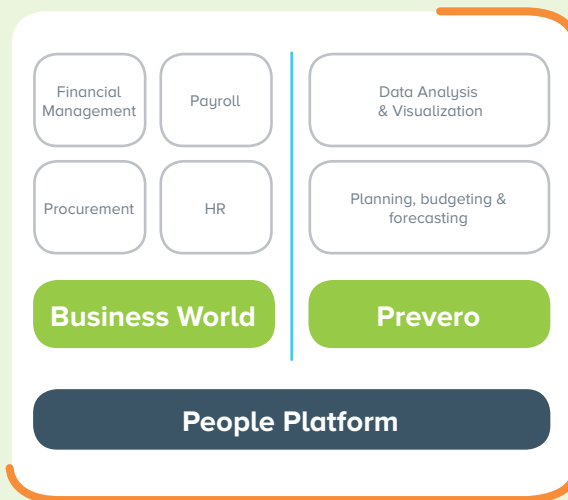 Financial
Management
Payroll
Data Analysis
& Visualization
Procurement
HR
Planning, budgeting &
forecasting
Business World
Prevero
People Platform